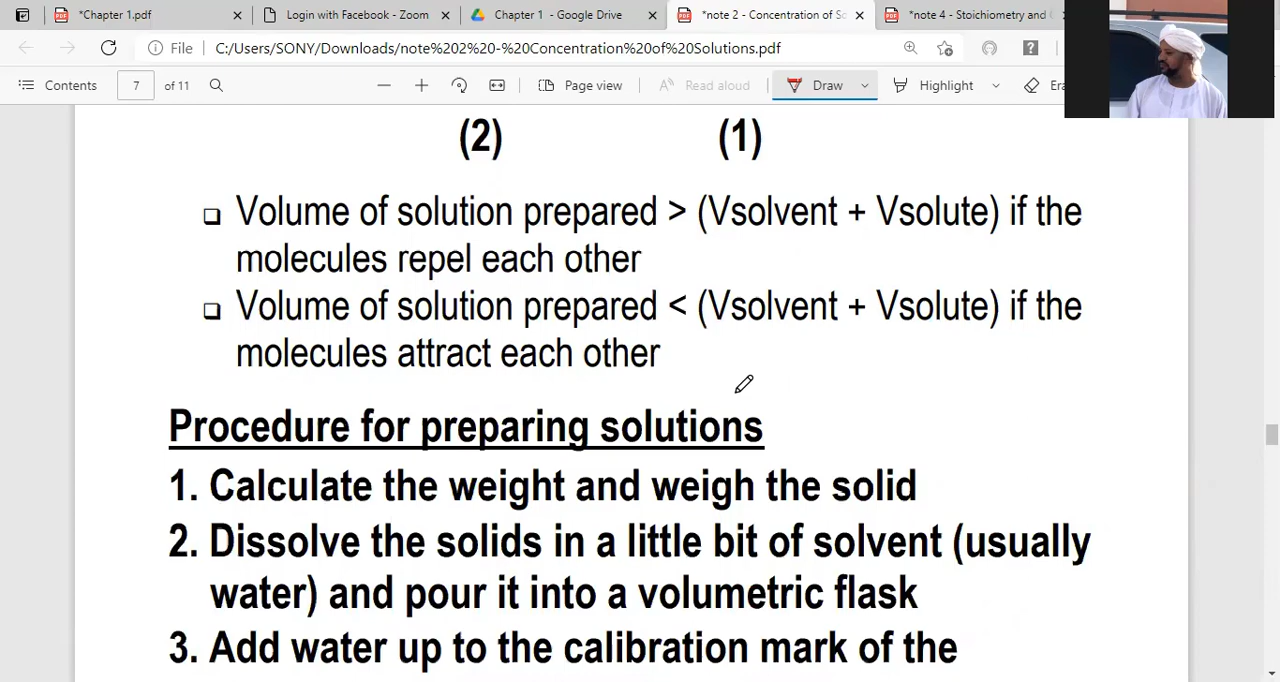 *Chapter 1.pdf
Login with Facebook - Zoom
Chapter 1 - Google Drive
*note 2 - Concentration of So
*note 4 - Stoichiometry and
File
C:/Users/SONY/Downloads/note%202%20-%20Concentration%20of%20Solutions.pdf
Contents
7
of 11
Page view
Read aloud
Draw
Highlight
Era
(2) (1)
Volume of solution prepared > (Vsolvent + Vsolute) if the
molecules repel each other
Volume of solution prepared < (Vsolvent + Vsolute) if the
molecules attract each other
Procedure for preparing solutions
1. Calculate the weight and weigh the solid
2. Dissolve the solids in a little bit of solvent (usually
water) and pour it into a volumetric flask
3. Add water up to the calibration mark of the